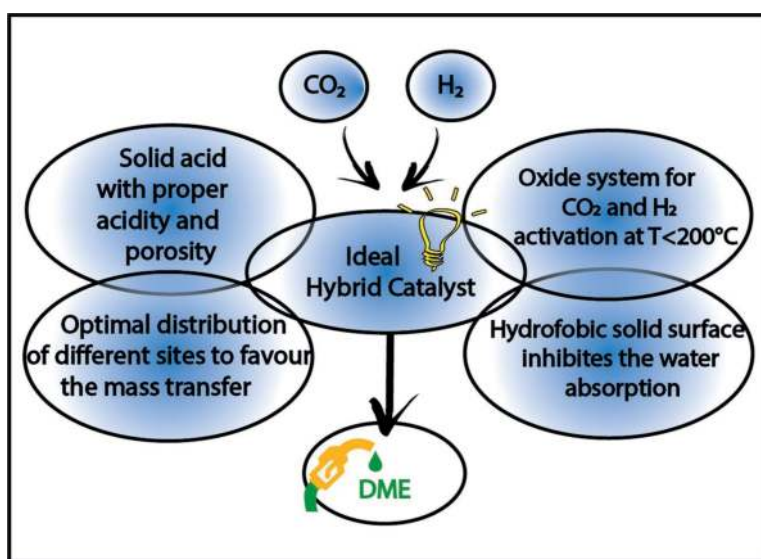 CO₂
H₂
Solid acid
with proper
acidity and
porosity
Oxide system for
CO₂ and H₂
activation at T<200°C
Ideal
Hybrid Catalyst
Optimal distribution
of different sites to favour
the mass transfer
Hydrofobic solid surface
inhibites the water
absorption
DME